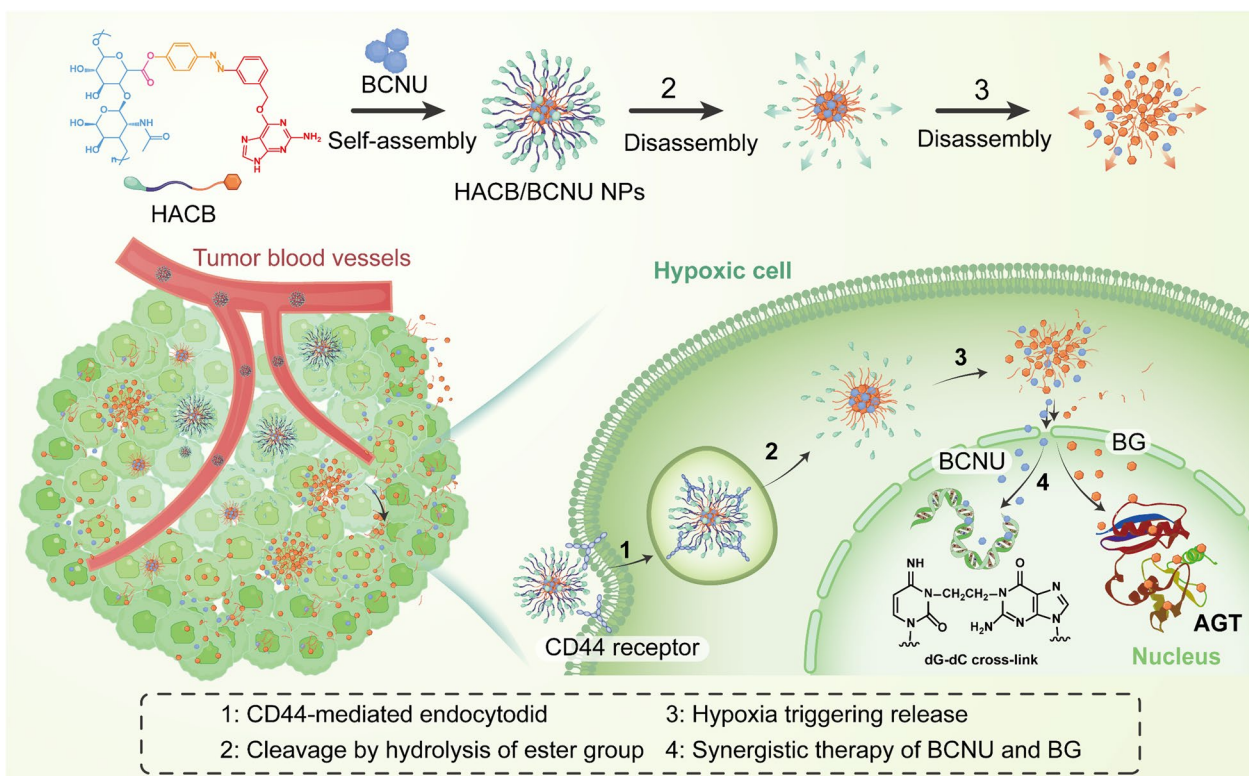 BCNU
Self-assembly
2
Disassembly
3
Disassembly
HACB/BCNU NPs
HACB
O
HO
HO
O
O
O
O
N
N
HO
HO
O
NH
O
n
O
N
N
N
N
H
NH₂
Tumor blood vessels
Hypoxic cell
1
2
3
4
BCNU
BG
CD44 receptor
NH
N
N
O
CH₂CH₂
O
N
N
H₂N
N
N
dG-dC cross-link
AGT
Nucleus
1: CD44-mediated endocytodid
3: Hypoxia triggering release
2: Cleavage by hydrolysis of ester group
4: Synergistic therapy of BCNU and BG